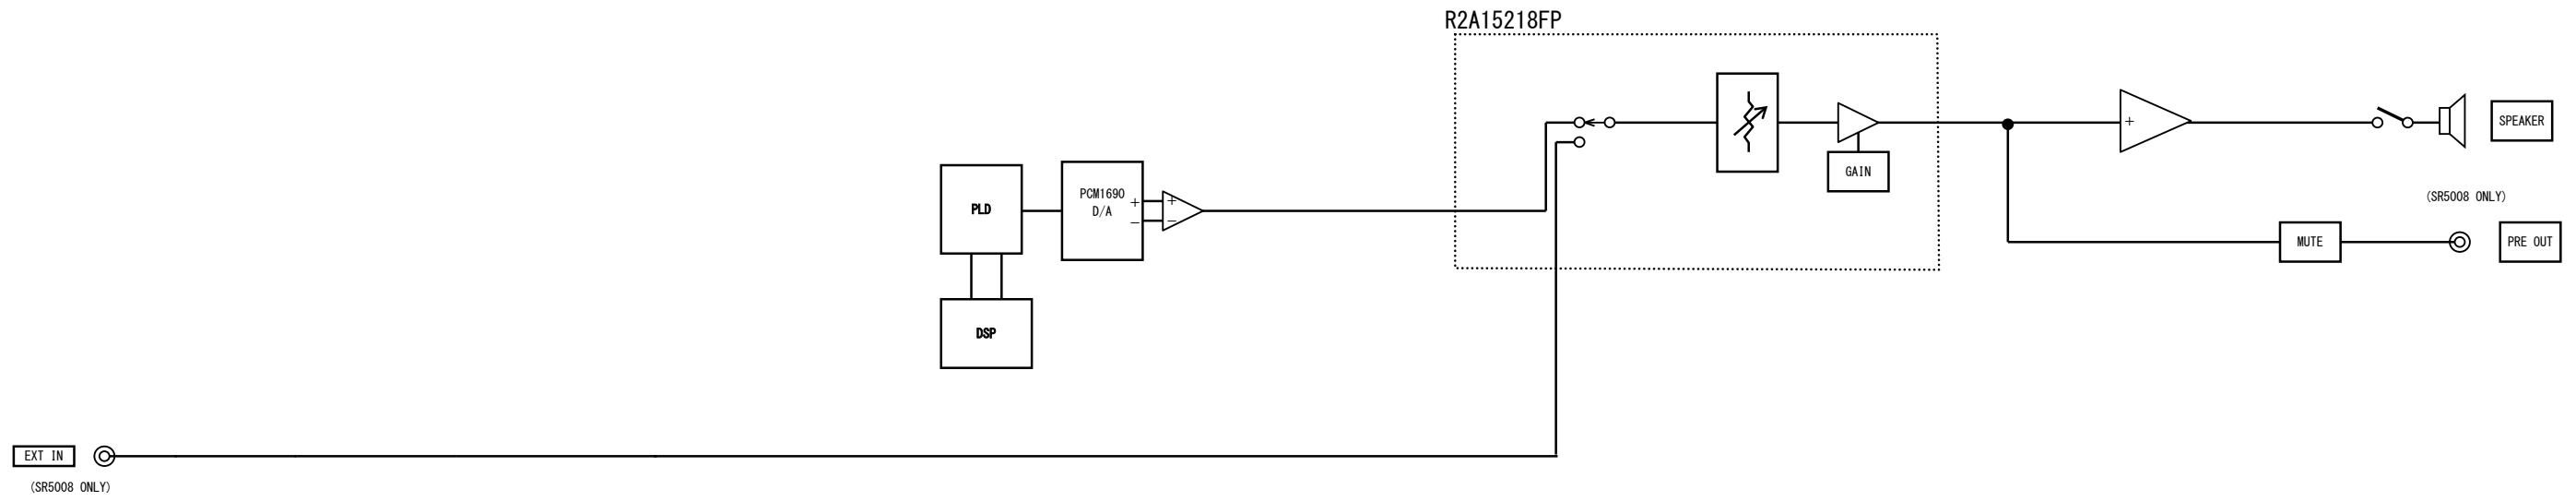 R2A15218FP
SPEAKER
GAIN
PCM1690
D/A
+
−
+
−
+
PLD
(SR5008 ONLY)
MUTE
PRE OUT
DSP
EXT IN
(SR5008 ONLY)